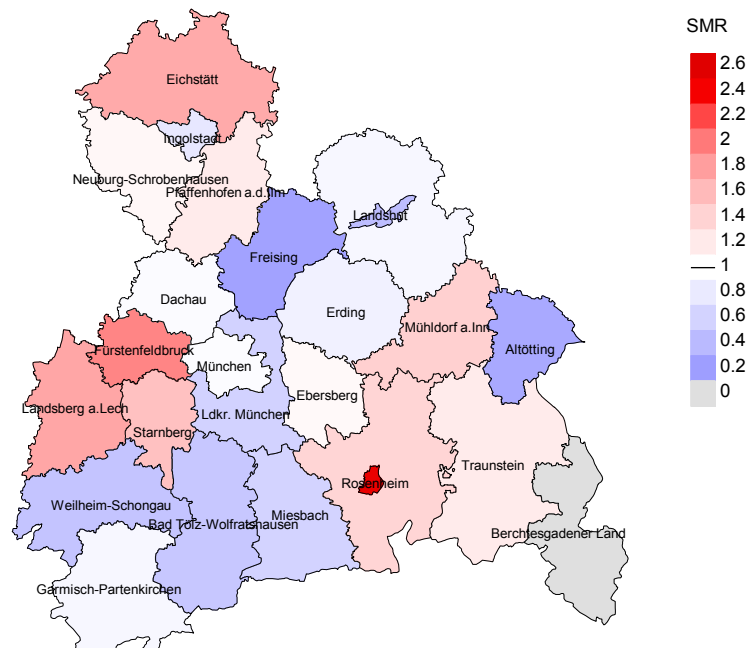 SMR
2.6
2.4
2.2
2
1.8
1.6
1.4
1.2
1
0.8
0.6
0.4
0.2
0
Eichstätt
Ingolstadt
Neuburg-Schrobenhausen
Pfaffenhofen a.d.Ilm
Landshut
Freising
Dachau
Erding
Mühldorf a.Inn
Altötting
Fürstenfeldbruck
München
Ebersberg
Landsberg a.Lech
Ldkr. München
Starnberg
Traunstein
Rosenheim
Weilheim-Schongau
Miesbach
Bad Tölz-Wolfratshausen
Berchtesgadener Land
Garmisch-Partenkirchen